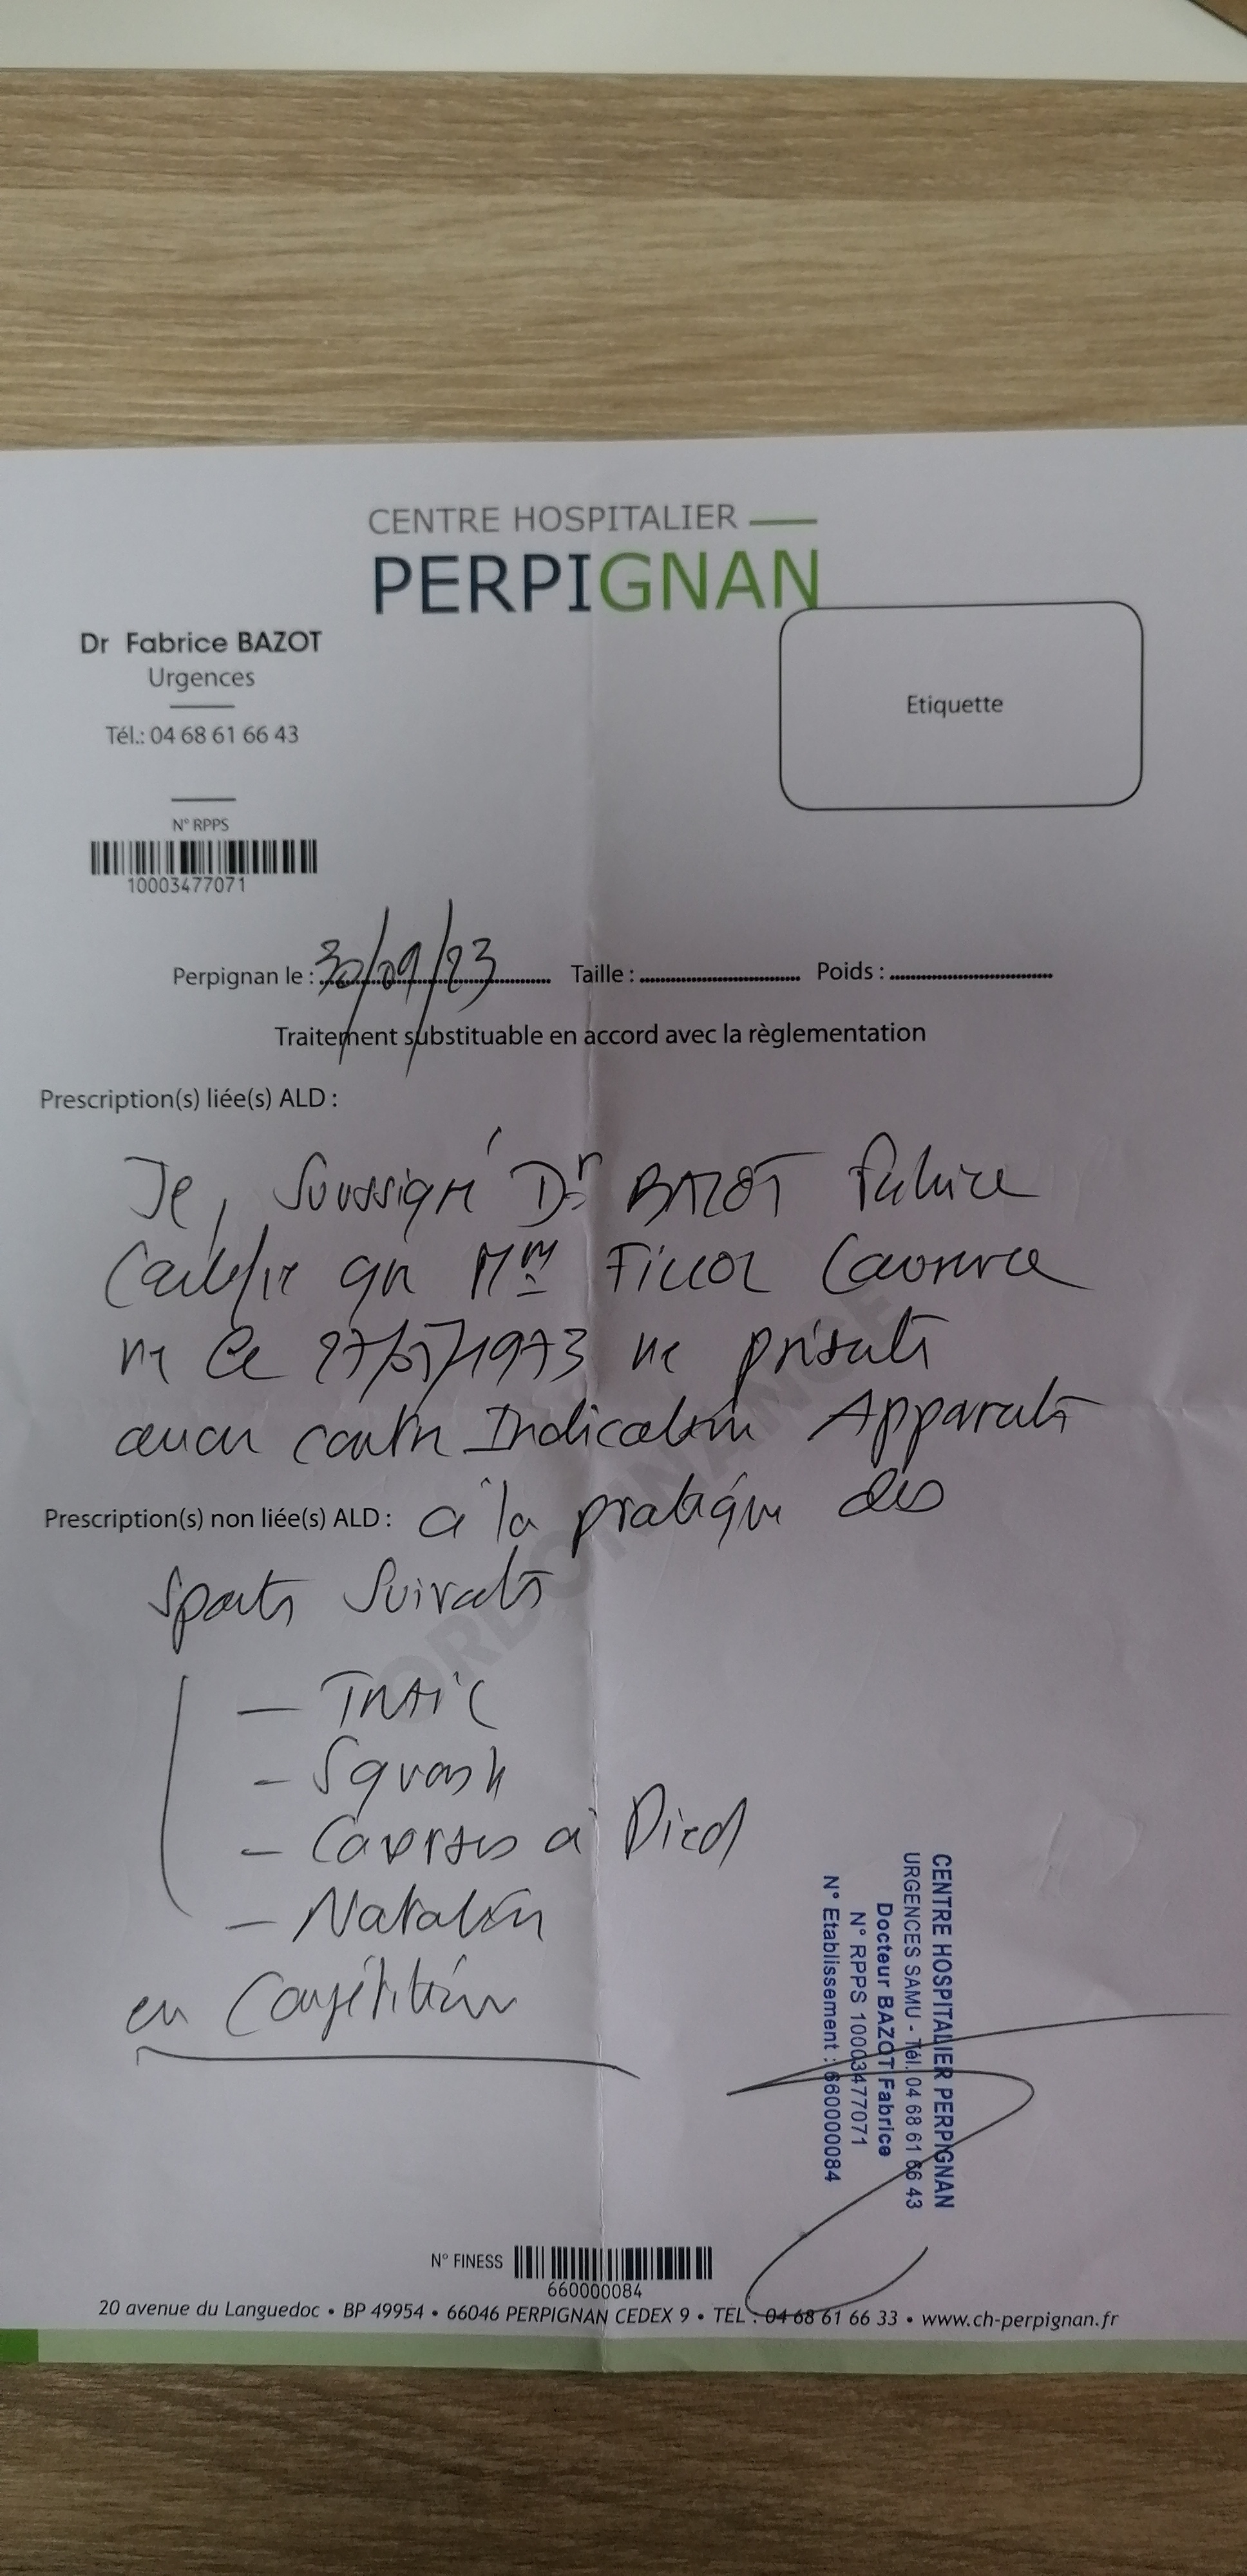 CENTRE HOSPITALIER
PERPIGNAN
Dr Fabrice BAZOT
Urgences
Tél.: 04 68 61 66 43
N° RPPS
10003477071
Etiquette
Perpignan le : 30/09/23 Taille : Poids :
Traitement substituable en accord avec la règlementation
Prescription(s) liée(s) ALD :
Je, Soussigné Dr BAZOT Fabrice
Certifie que Mme
née le 27/07/1973 ne présente
aucune contre Indication Apparente
Prescription(s) non liée(s) ALD : à la pratique des
Sports Suivants
- Squash
- Courses à Pied
- Natation
en Compétition
ORDONNANCE
CENTRE HOSPITALIER PERPIGNAN
URGENCES SAMU - Tél. 04 68 61 66 43
Docteur BAZOT Fabrice
N° RPPS 10003477071
N° Etablissement : 660000084
N° FINESS
660000084
20 avenue du Languedoc • BP 49954 • 66046 PERPIGNAN CEDEX 9 • TEL : 04 68 61 66 33 • www.ch-perpignan.fr